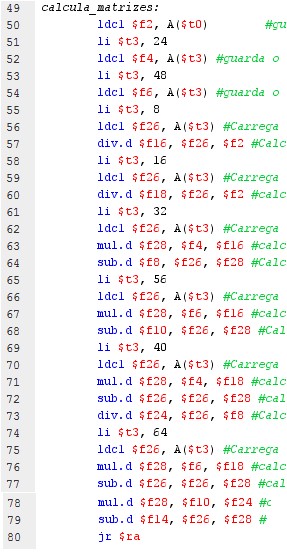 49 calcula_matrizes:
50 ldc1 $f2, A($t0) #gu
51 li $t3, 24
52 ldc1 $f4, A($t3) #guarda o
53 li $t3, 48
54 ldc1 $f6, A($t3) #guarda o
55 li $t3, 8
56 ldc1 $f26, A($t3) #Carrega
57 div.d $f16, $f26, $f2 #Calc
58 li $t3, 16
59 ldc1 $f26, A($t3) #Carrega
60 div.d $f18, $f26, $f2 #calc
61 li $t3, 32
62 ldc1 $f26, A($t3) #Carrega
63 mul.d $f28, $f4, $f16 #calc
64 sub.d $f8, $f26, $f28 #Calc
65 li $t3, 56
66 ldc1 $f26, A($t3) #Carrega
67 mul.d $f28, $f6, $f16 #calc
68 sub.d $f10, $f26, $f28 #Cal
69 li $t3, 40
70 ldc1 $f26, A($t3) #Carrega
71 mul.d $f28, $f4, $f18 #calc
72 sub.d $f26, $f26, $f28 #cal
73 div.d $f24, $f26, $f8 #Calc
74 li $t3, 64
75 ldc1 $f26, A($t3) #Carrega
76 mul.d $f28, $f6, $f18 #calc
77 sub.d $f26, $f26, $f28 #cal
78 mul.d $f28, $f10, $f24 #c
79 sub.d $f14, $f26, $f28 #
80 jr $ra